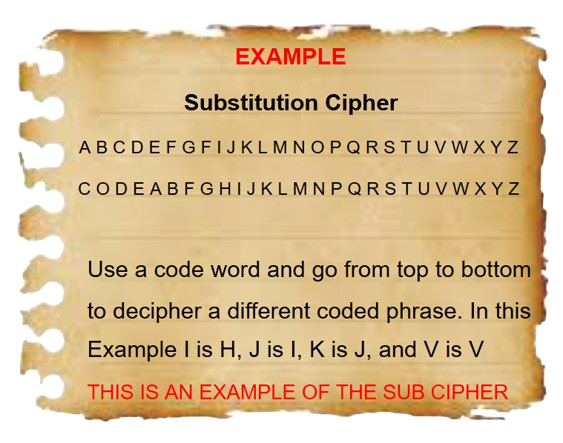 EXAMPLE
Substitution Cipher
A B C D E F G F I J K L M N O P Q R S T U V W X Y Z
C O D E A B F G H I J K L M N P Q R S T U V W X Y Z
Use a code word and go from top to bottom
to decipher a different coded phrase. In this
Example I is H, J is I, K is J, and V is V
THIS IS AN EXAMPLE OF THE SUB CIPHER